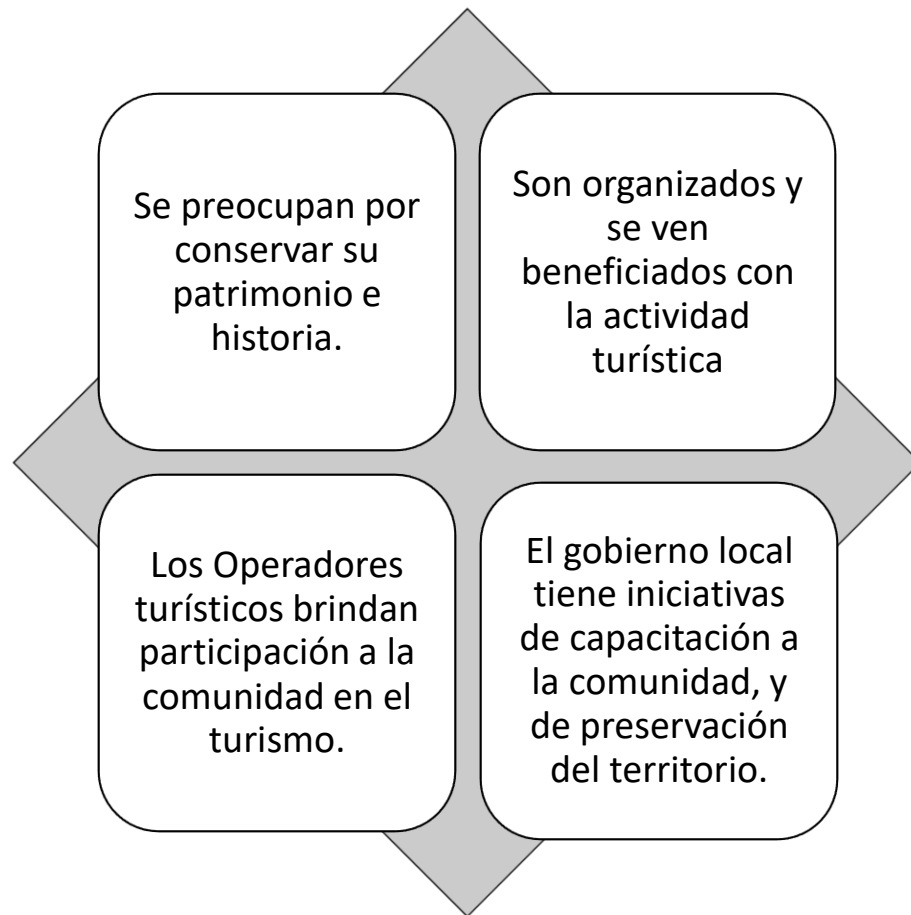 Se preocupan por
conservar su
patrimonio e
historia.
Son organizados y
se ven
beneficiados con
la actividad
turística
Los Operadores
turísticos brindan
participación a la
comunidad en el
turismo.
El gobierno local
tiene iniciativas
de capacitación a
la comunidad, y
de preservación
del territorio.